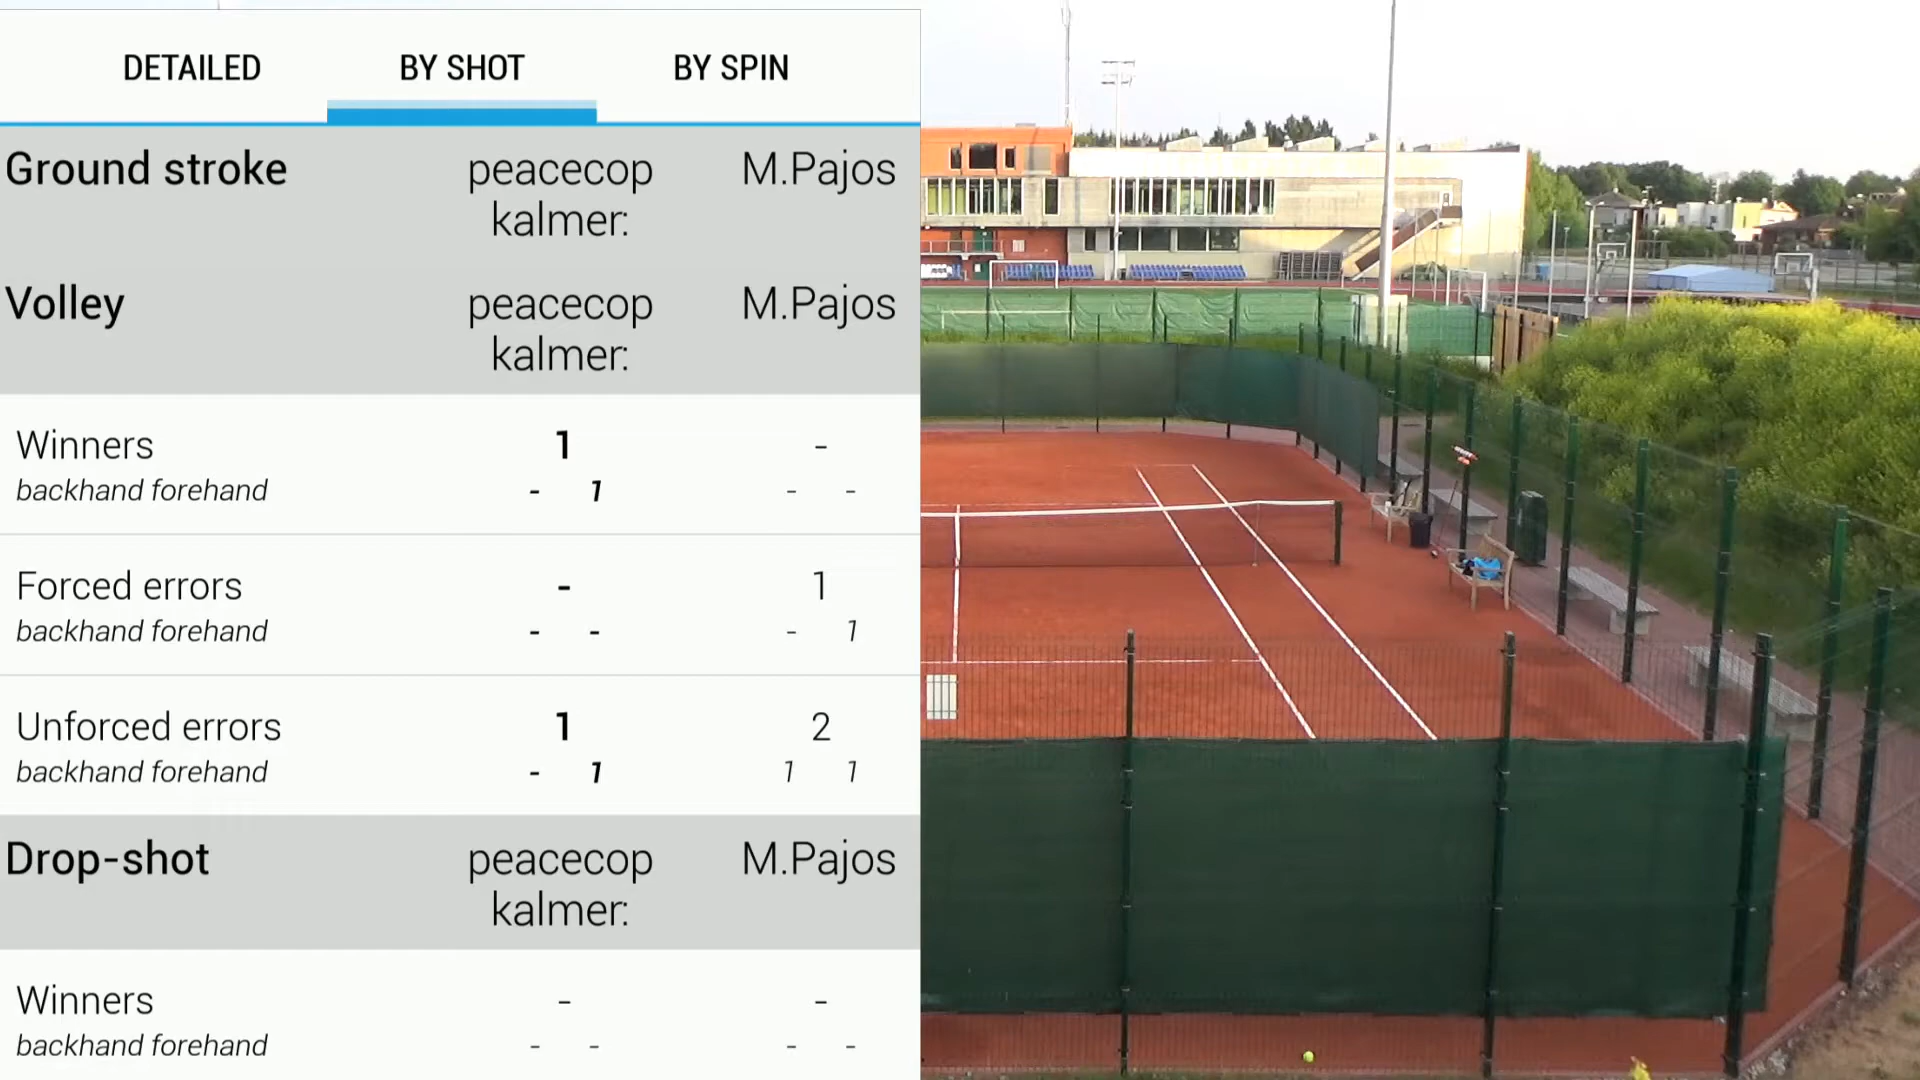 DETAILED BY SHOT BY SPIN
Ground stroke peacecop M.Pajos
kalmer:
Volley peacecop M.Pajos
kalmer:
Winners 1 -
backhand forehand - 1 - -
Forced errors - 1
backhand forehand - - - 1
Unforced errors 1 2
backhand forehand - 1 1 1
Drop-shot peacecop M.Pajos
kalmer:
Winners - -
backhand forehand - - - -